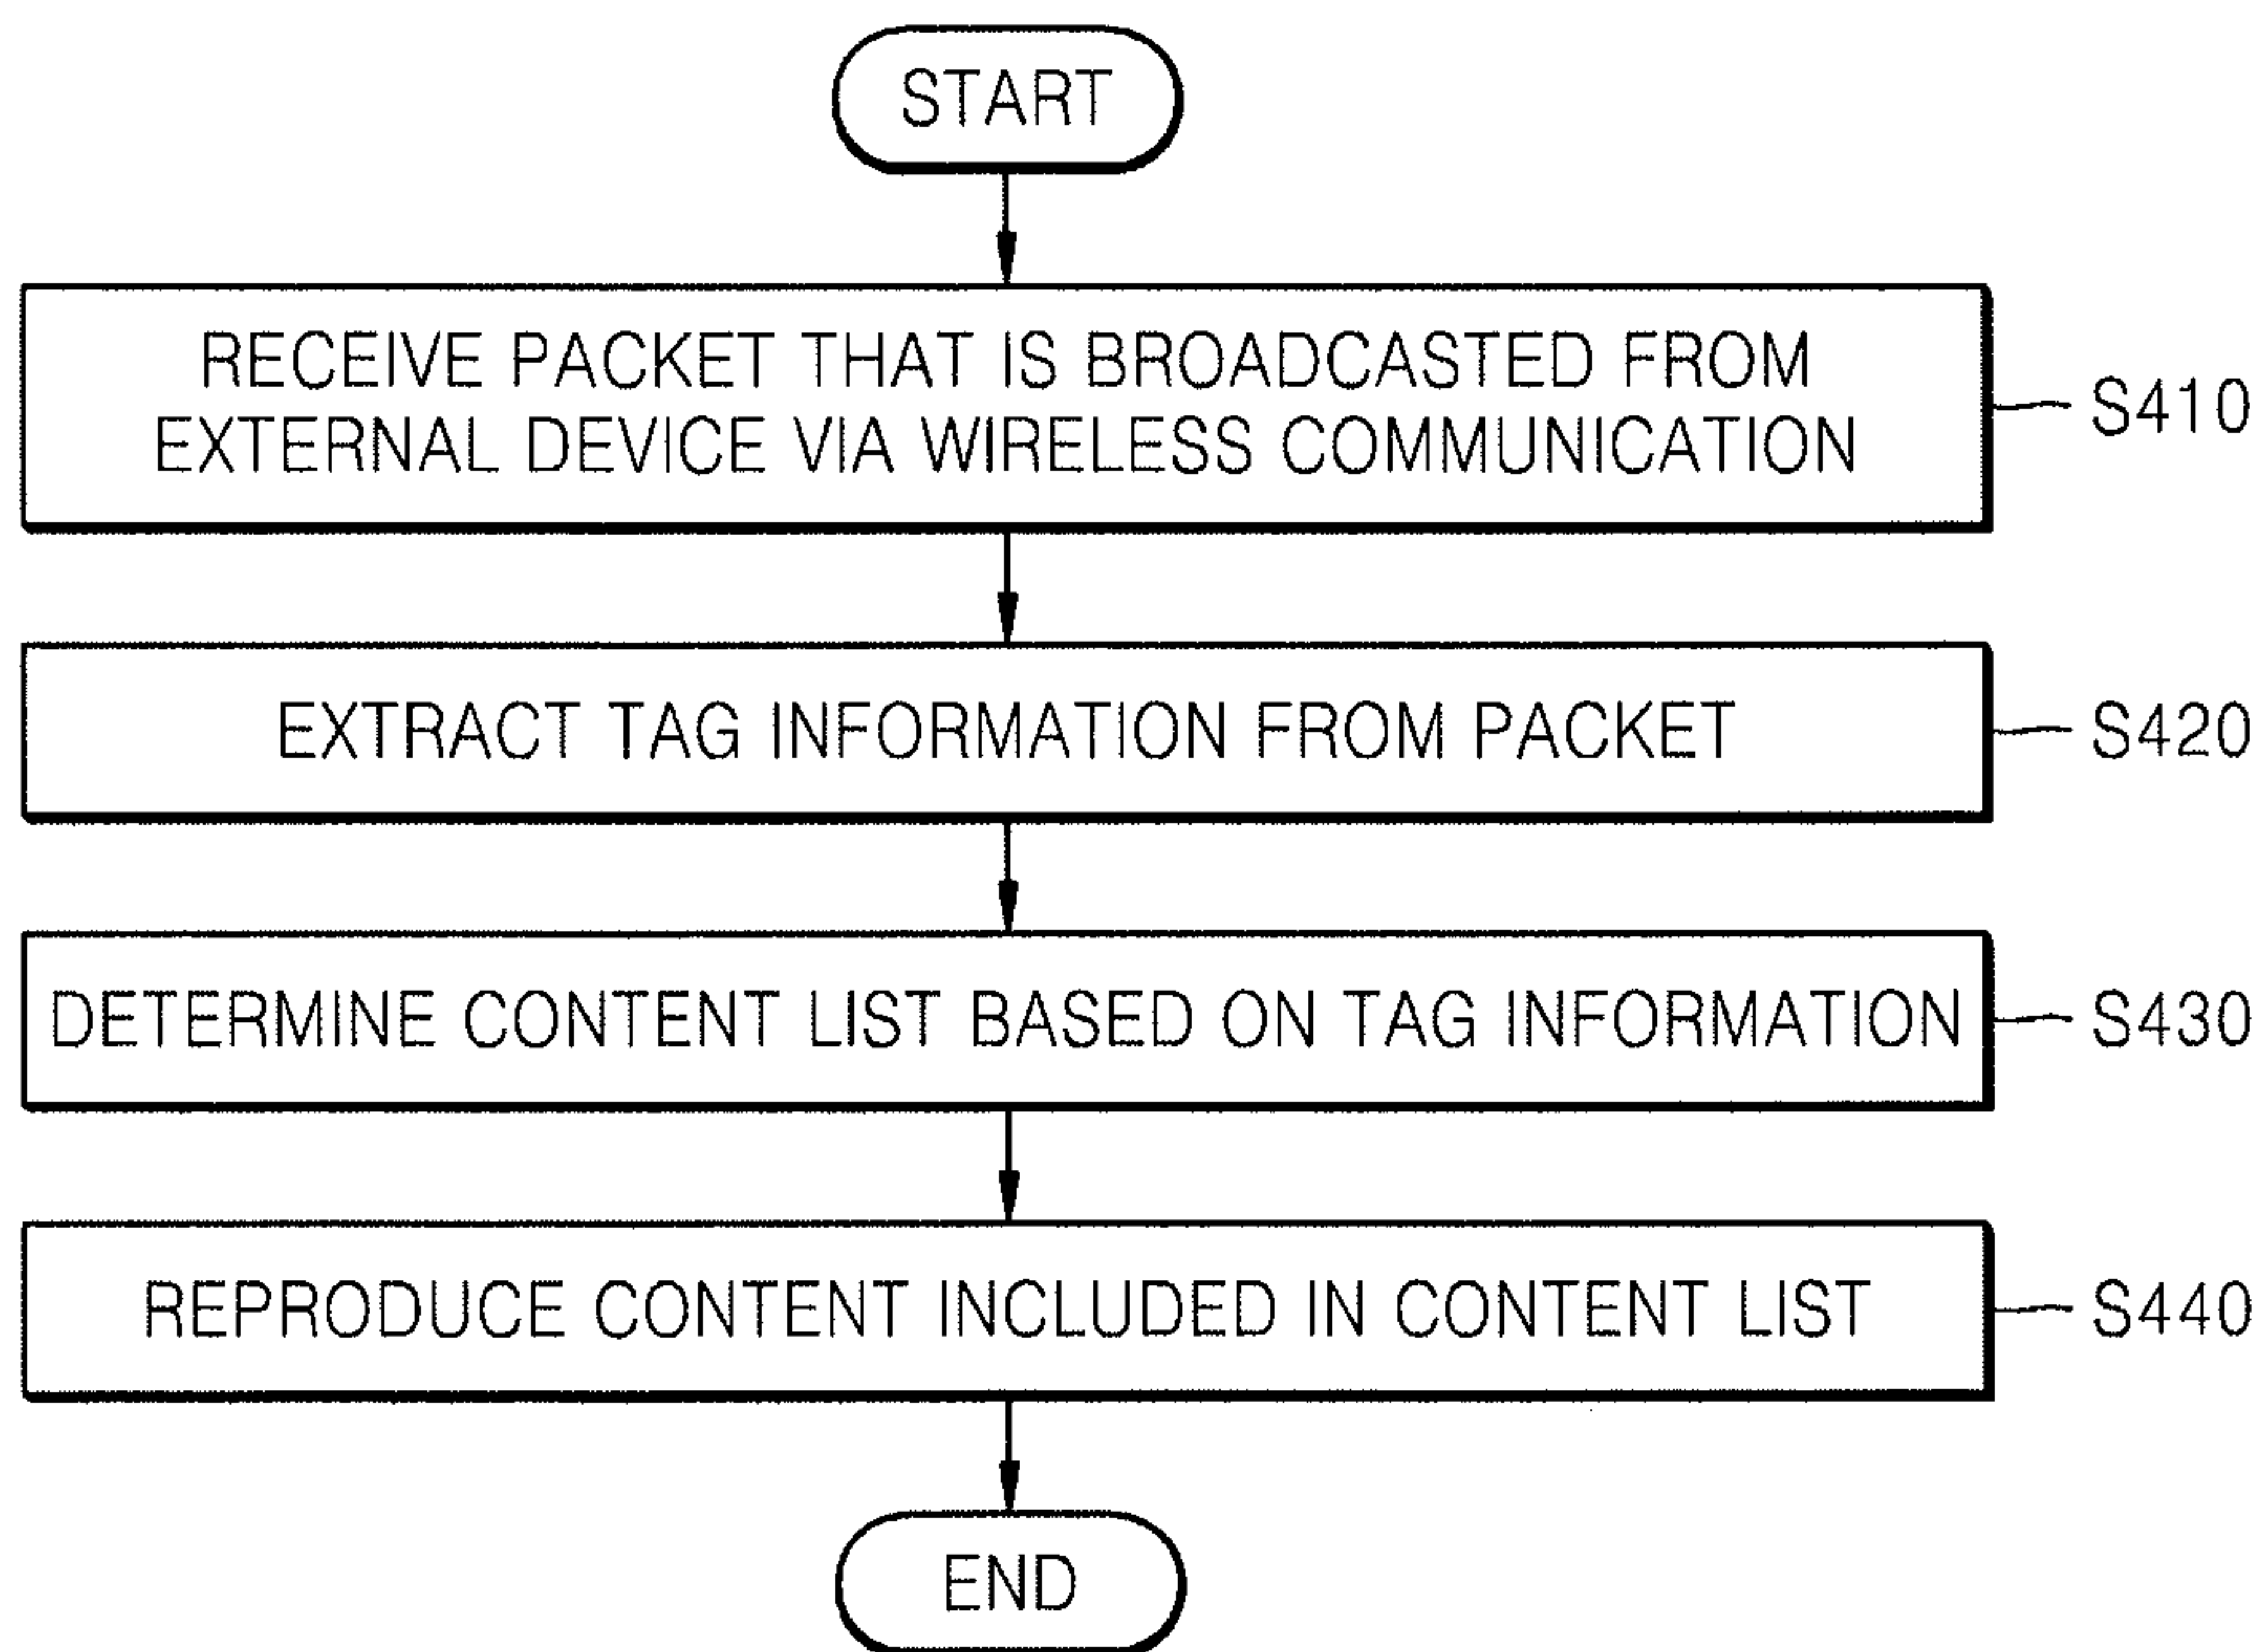 START
RECEIVE PACKET THAT IS BROADCASTED FROM
EXTERNAL DEVICE VIA WIRELESS COMMUNICATION
S410
EXTRACT TAG INFORMATION FROM PACKET
S420
DETERMINE CONTENT LIST BASED ON TAG INFORMATION
S430
REPRODUCE CONTENT INCLUDED IN CONTENT LIST
S440
END